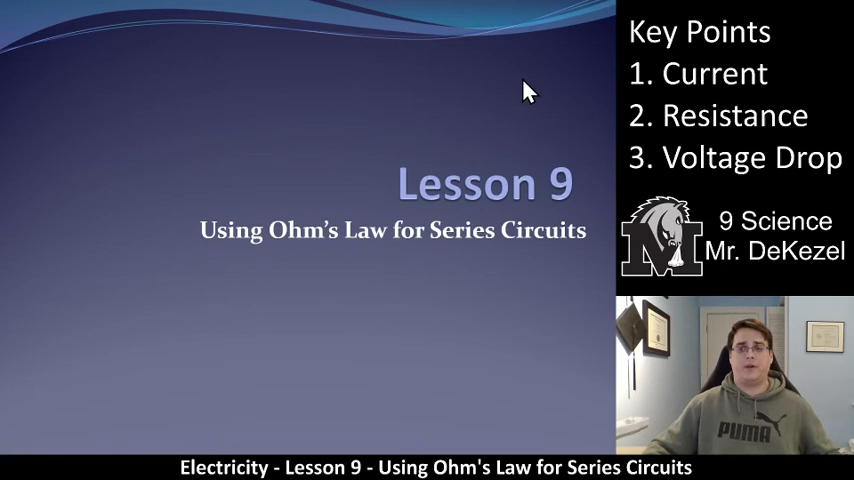 Lesson 9
Using Ohm's Law for Series Circuits
Key Points
1. Current
2. Resistance
3. Voltage Drop
M
9 Science
Mr. DeKezel
PUMA
Electricity - Lesson 9 - Using Ohm's Law for Series Circuits